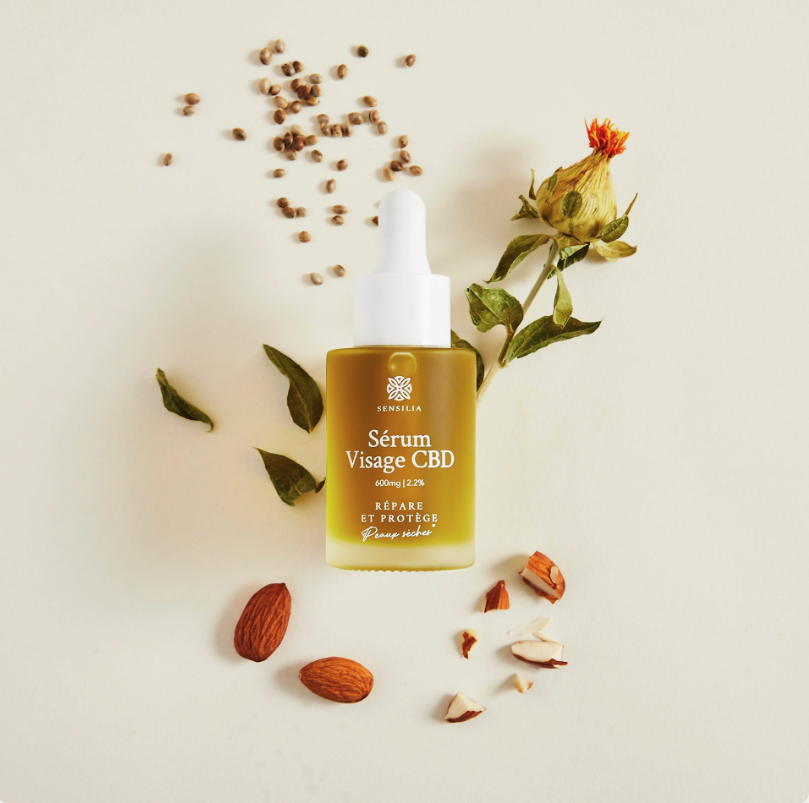 SENSILIA
Sérum
Visage CBD
600mg | 2.2%
RÉPARE
ET PROTÈGE
Peaux sèches*